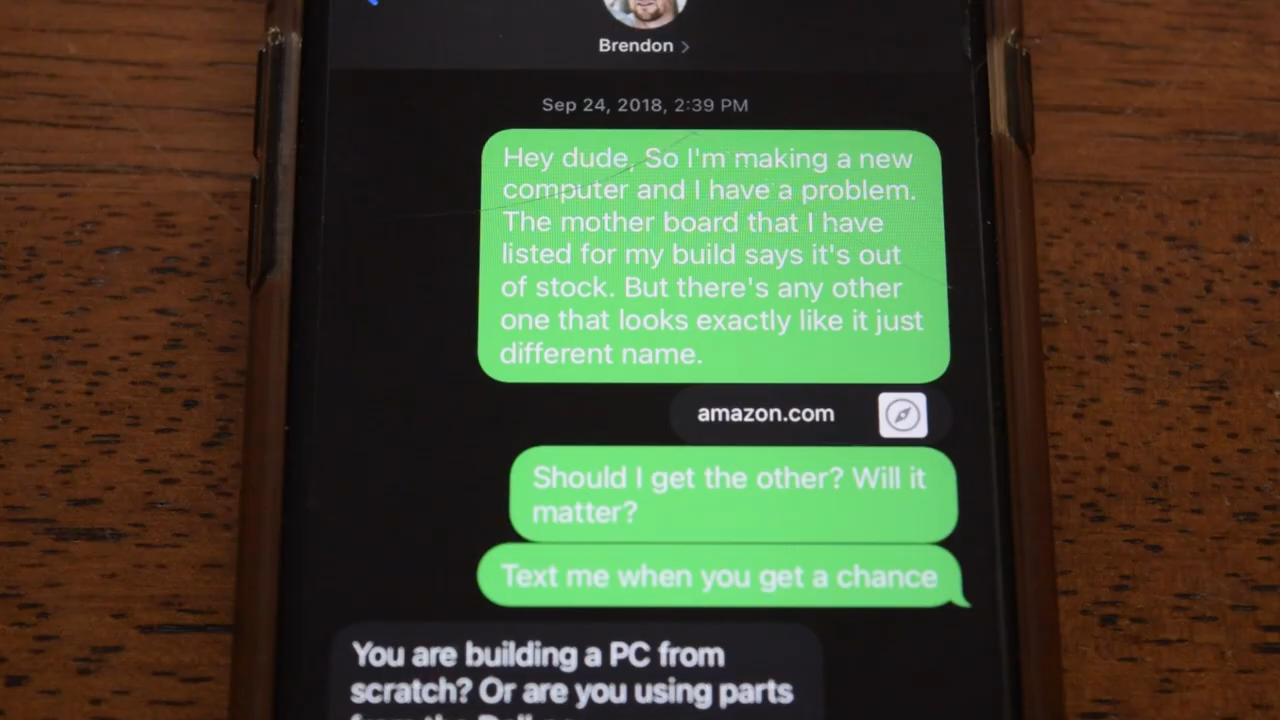 Brendon >
Sep 24, 2018, 2:39 PM
Hey dude, So I'm making a new
computer and I have a problem.
The mother board that I have
listed for my build says it's out
of stock. But there's any other
one that looks exactly like it just
different name.
amazon.com
Should I get the other? Will it
matter?
Text me when you get a chance
You are building a PC from
scratch? Or are you using parts
from the Dell